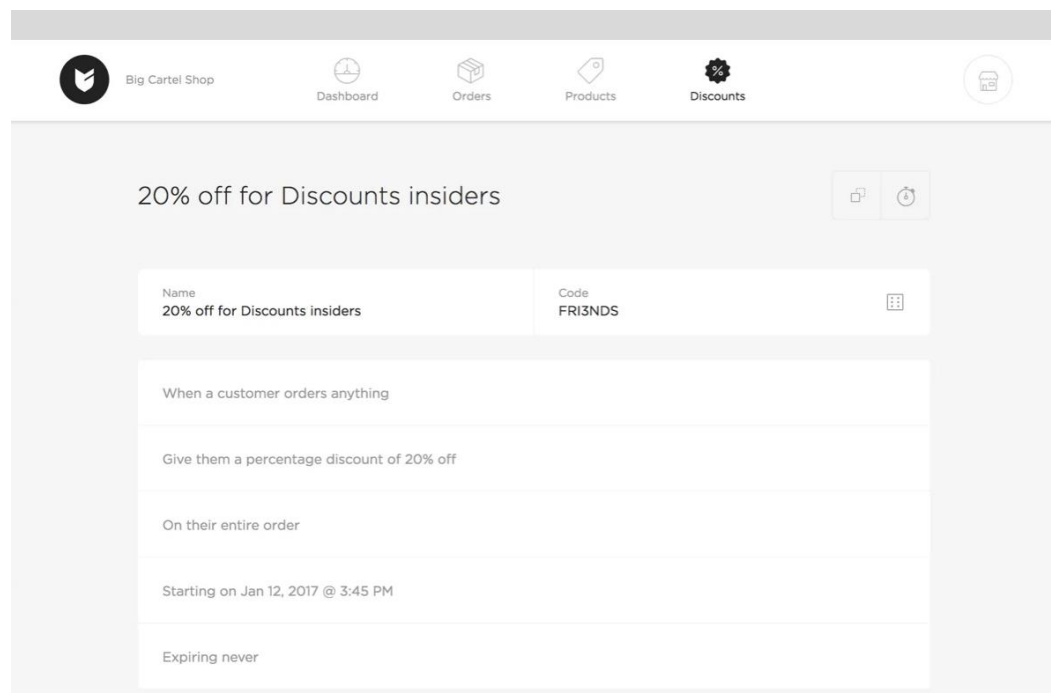 Big Cartel Shop
Dashboard
Orders
Products
Discounts
20% off for Discounts insiders
Name
20% off for Discounts insiders
Code
FRI3NDS
When a customer orders anything
Give them a percentage discount of 20% off
On their entire order
Starting on Jan 12, 2017 @ 3:45 PM
Expiring never